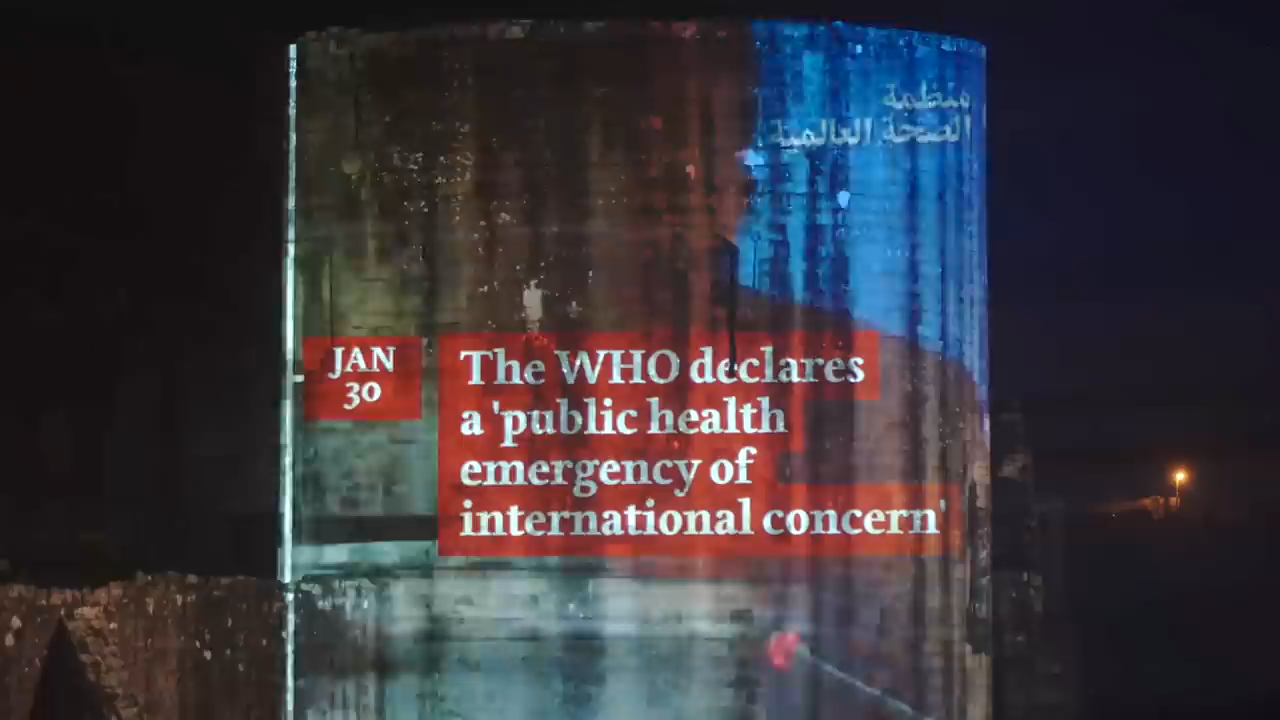 منظمة
الصحة العالمية
JAN
30
The WHO declares
a 'public health
emergency of
international concern'